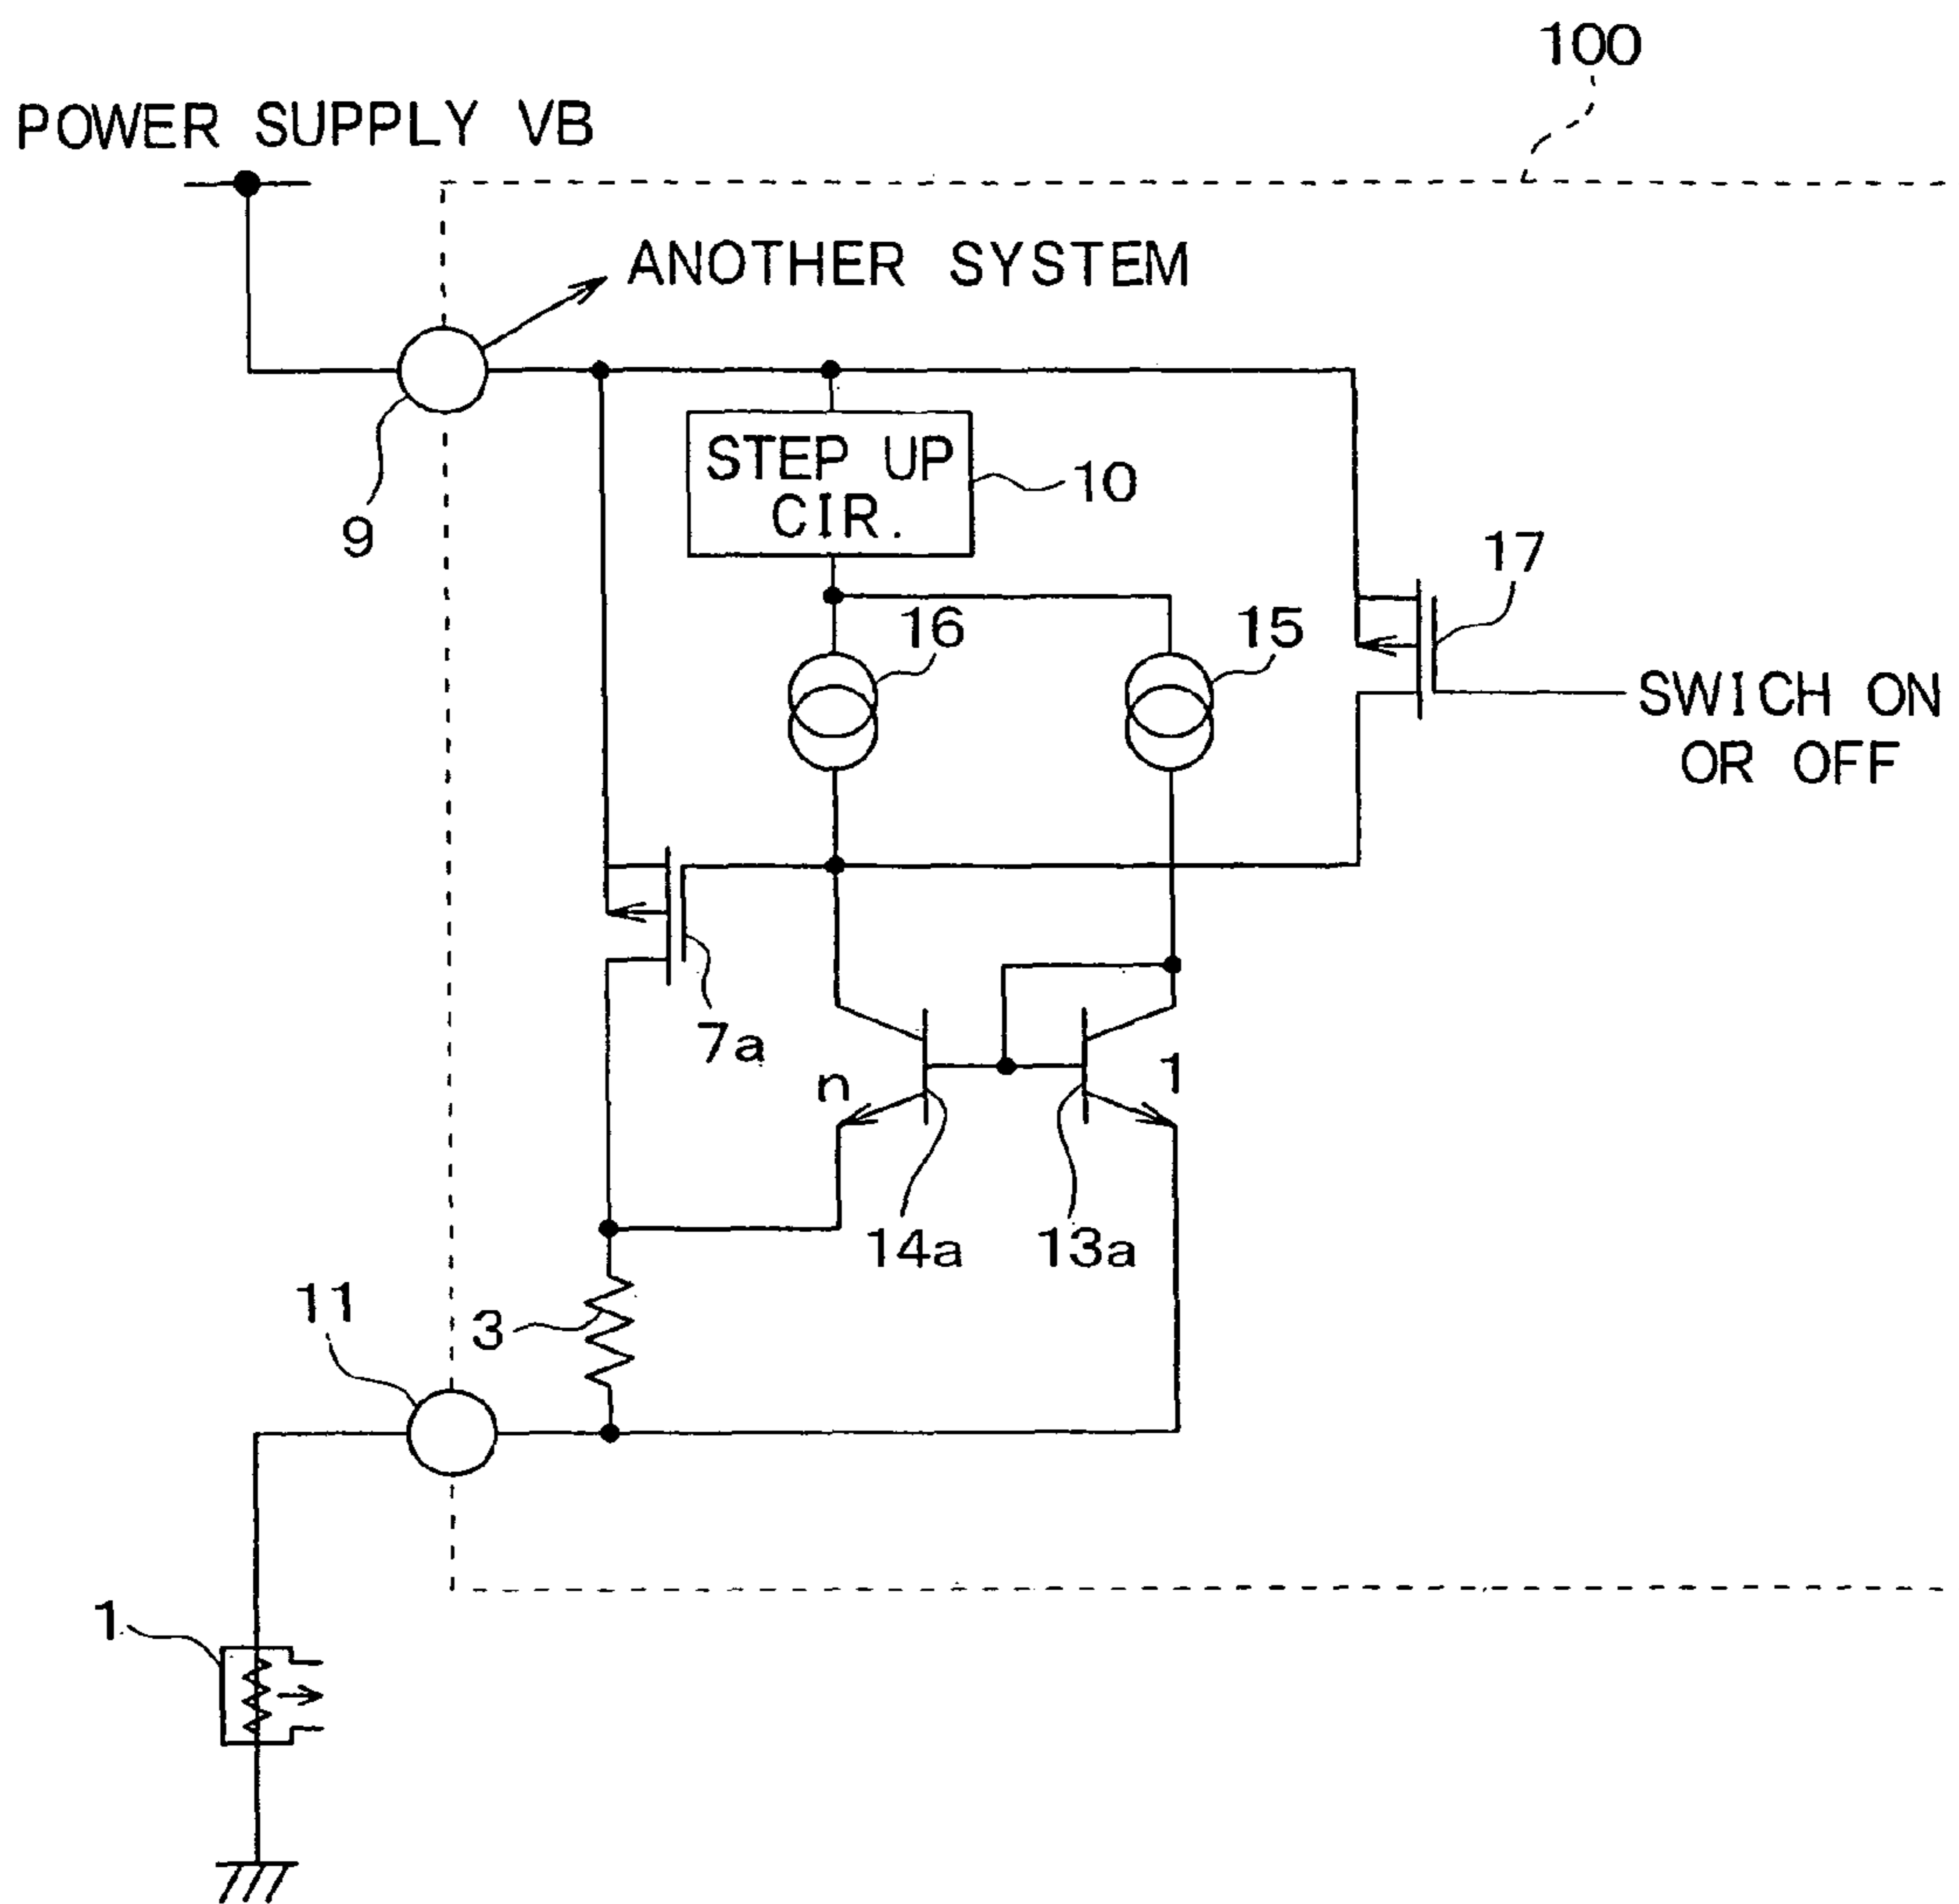 100
POWER SUPPLY VB
ANOTHER SYSTEM
STEP UP
CIR.
10
9
17
16
15
SWICH ON
OR OFF
7a
n
1
14a
13a
11
3
1